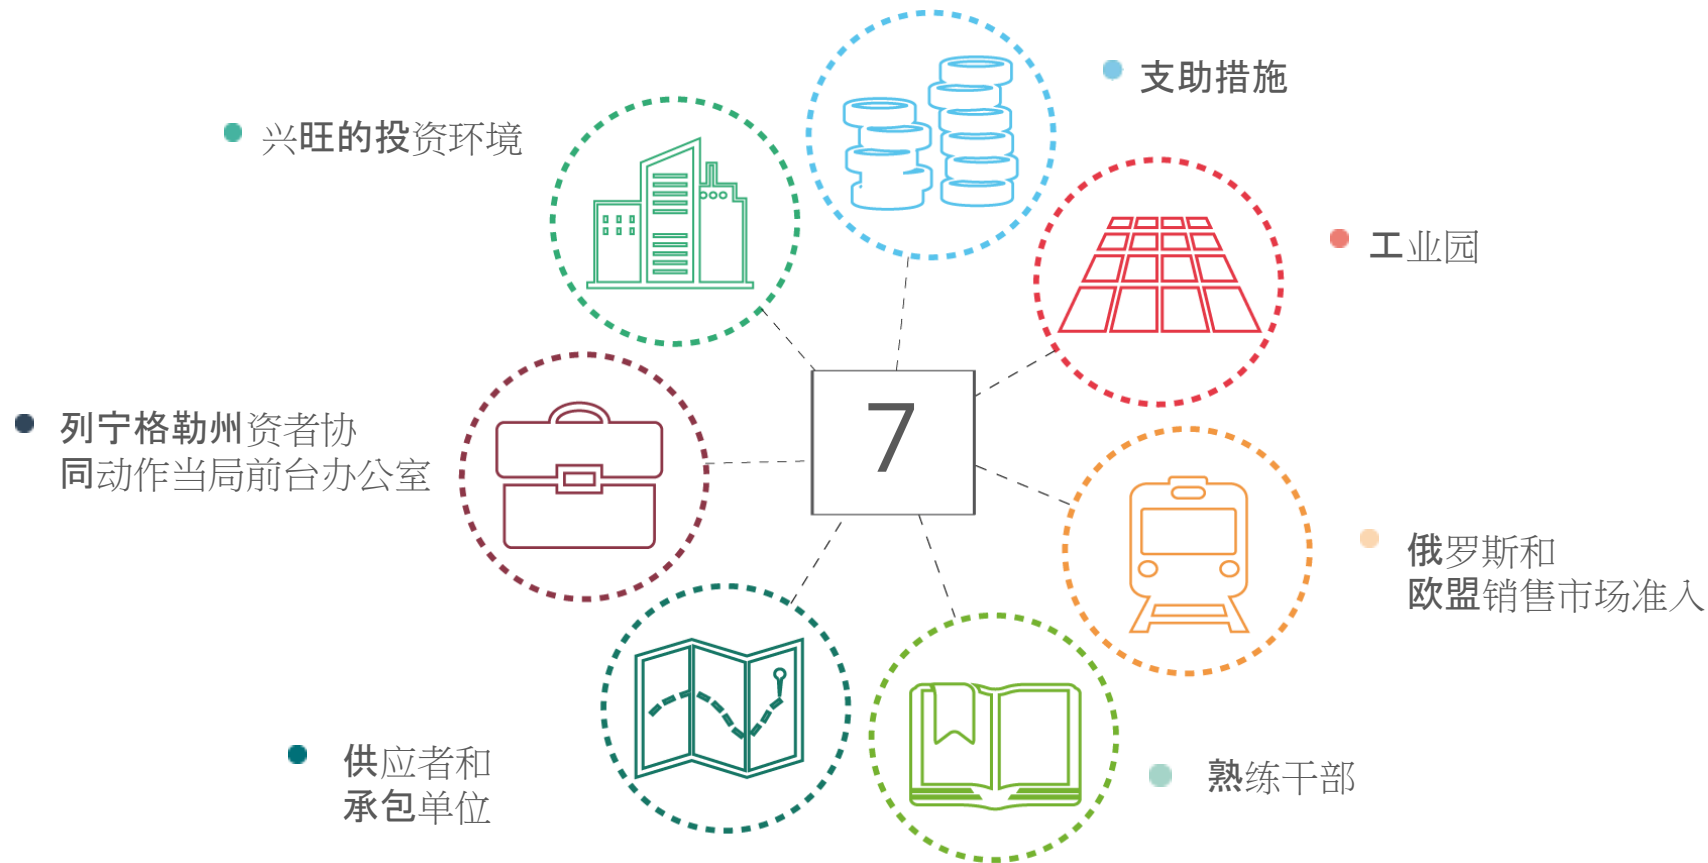 支助措施
兴旺的投资环境
工业园
7
列宁格勒州资者协
同动作当局前台办公室
俄罗斯和
欧盟销售市场准入
供应者和
承包单位
熟练干部